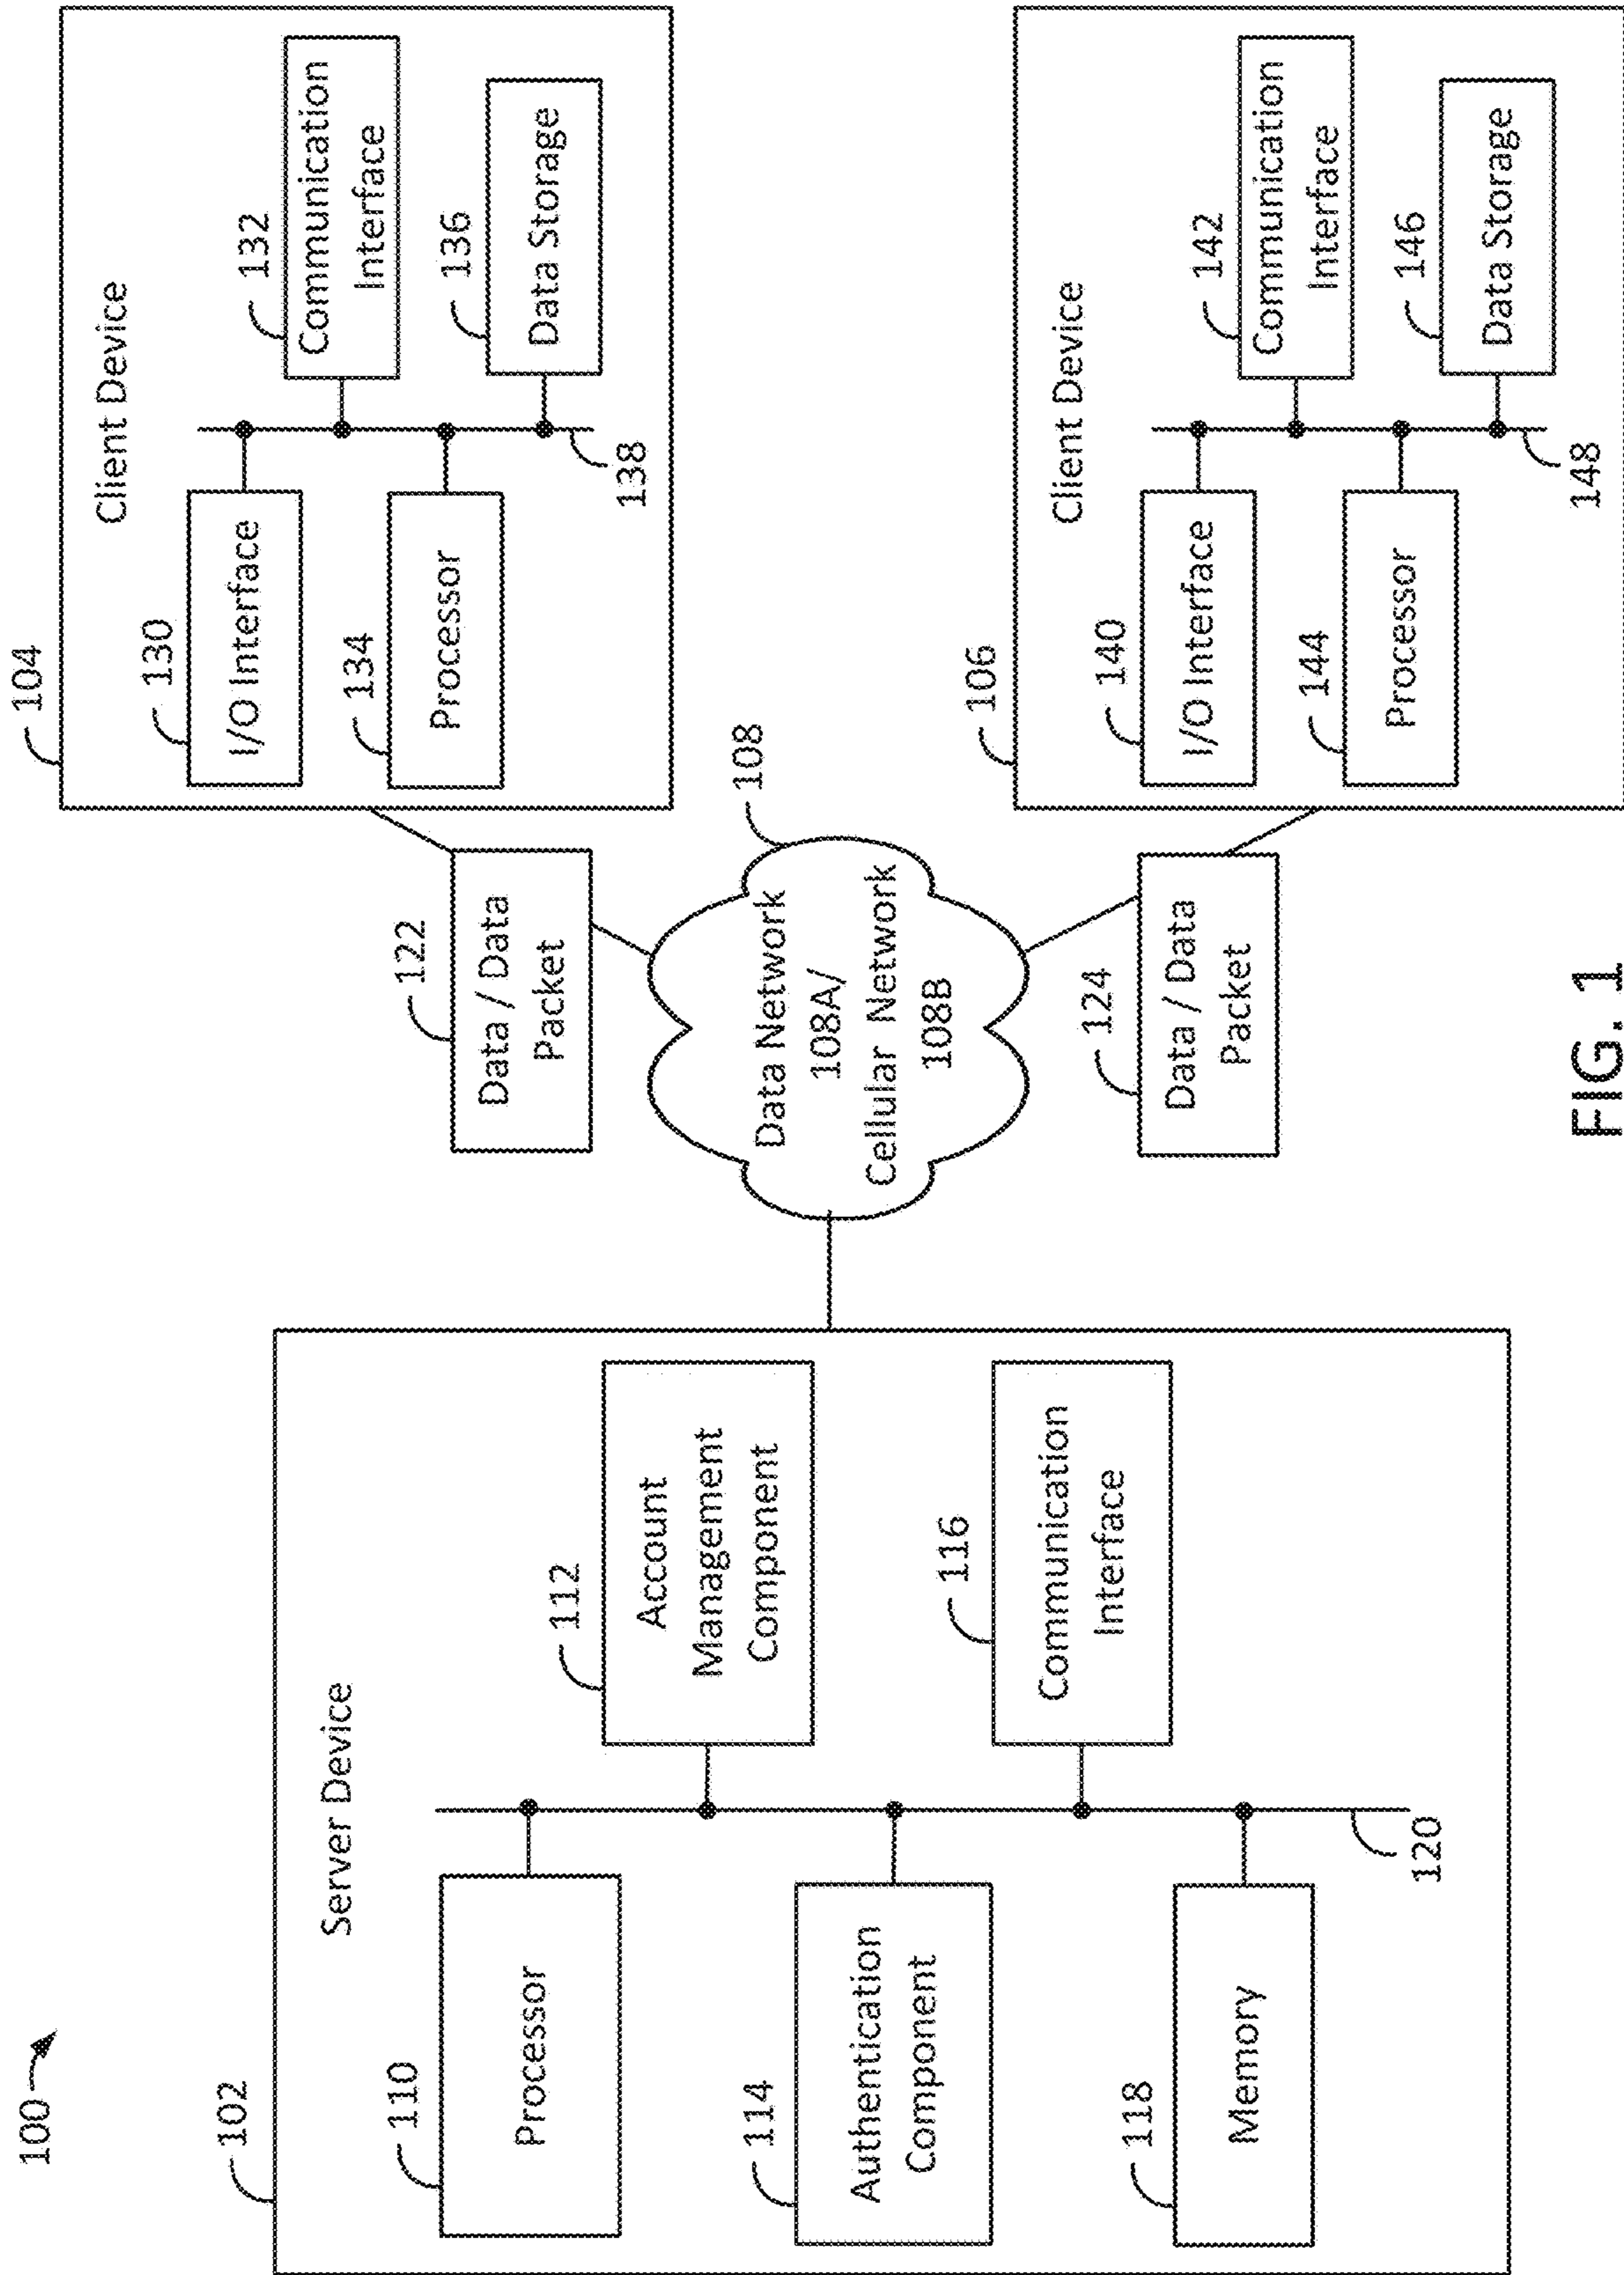 100
102
Server Device
110
Processor
112
Account
Management
Component
114
Authentication
Component
116
Communication
Interface
118
Memory
120
122
Data / Data
Packet
108
Data Network
108A/
Cellular Network
108B
124
Data / Data
Packet
104
Client Device
130
I/O Interface
132
Communication
Interface
134
Processor
136
Data Storage
138
106
Client Device
140
I/O Interface
142
Communication
Interface
144
Processor
146
Data Storage
148
FIG. 1